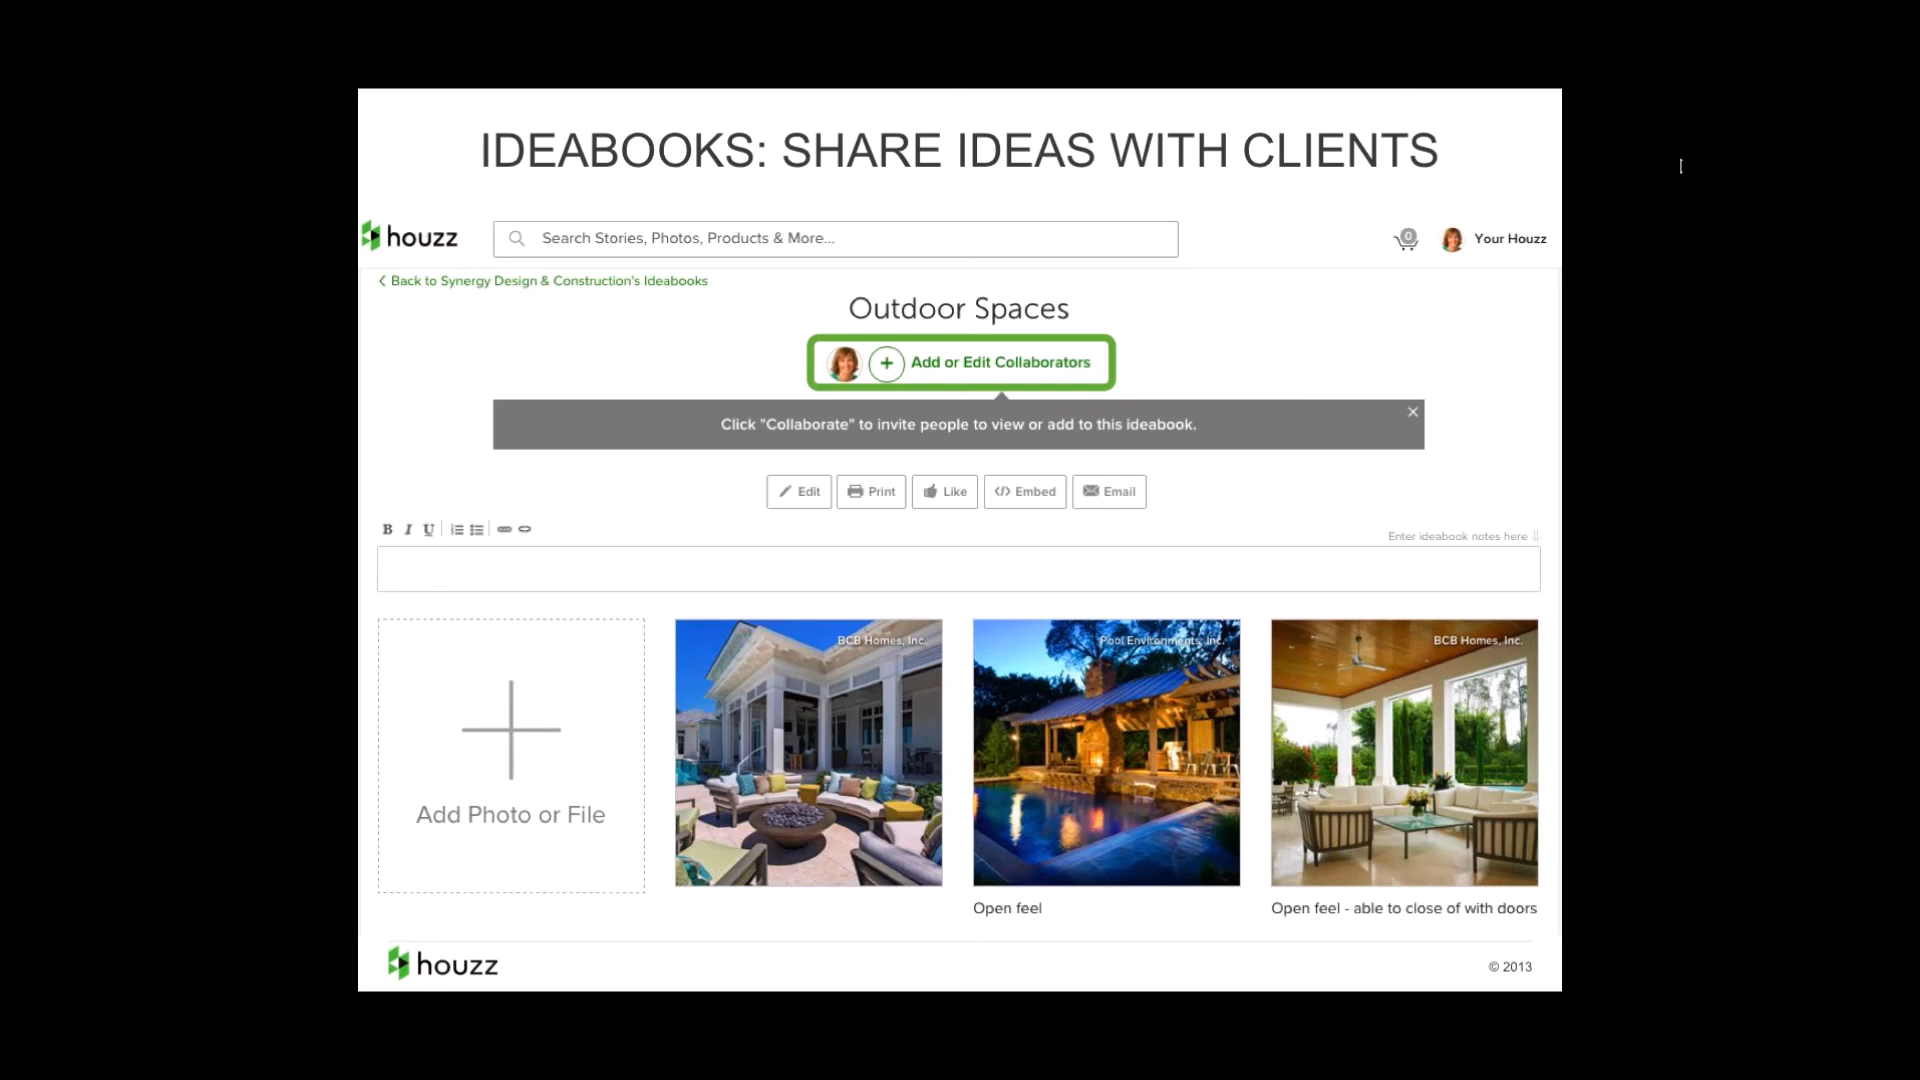 IDEABOOKS: SHARE IDEAS WITH CLIENTS
houzz
Search Stories, Photos, Products & More...
0
Your Houzz
Back to Synergy Design & Construction's Ideabooks
Outdoor Spaces
+ Add or Edit Collaborators
Click "Collaborate" to invite people to view or add to this ideabook.
Edit
Print
Like
</> Embed
Email
B I U
Enter ideabook notes here
BCB Homes, Inc.
Pool Environments, Inc.
BCB Homes, Inc.
Add Photo or File
Open feel
Open feel - able to close of with doors
houzz
© 2013